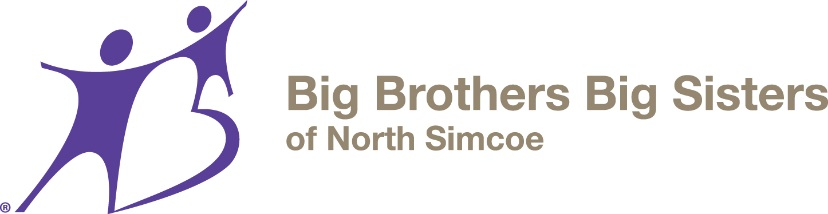 Big Brothers Big Sisters
of North Simcoe
®